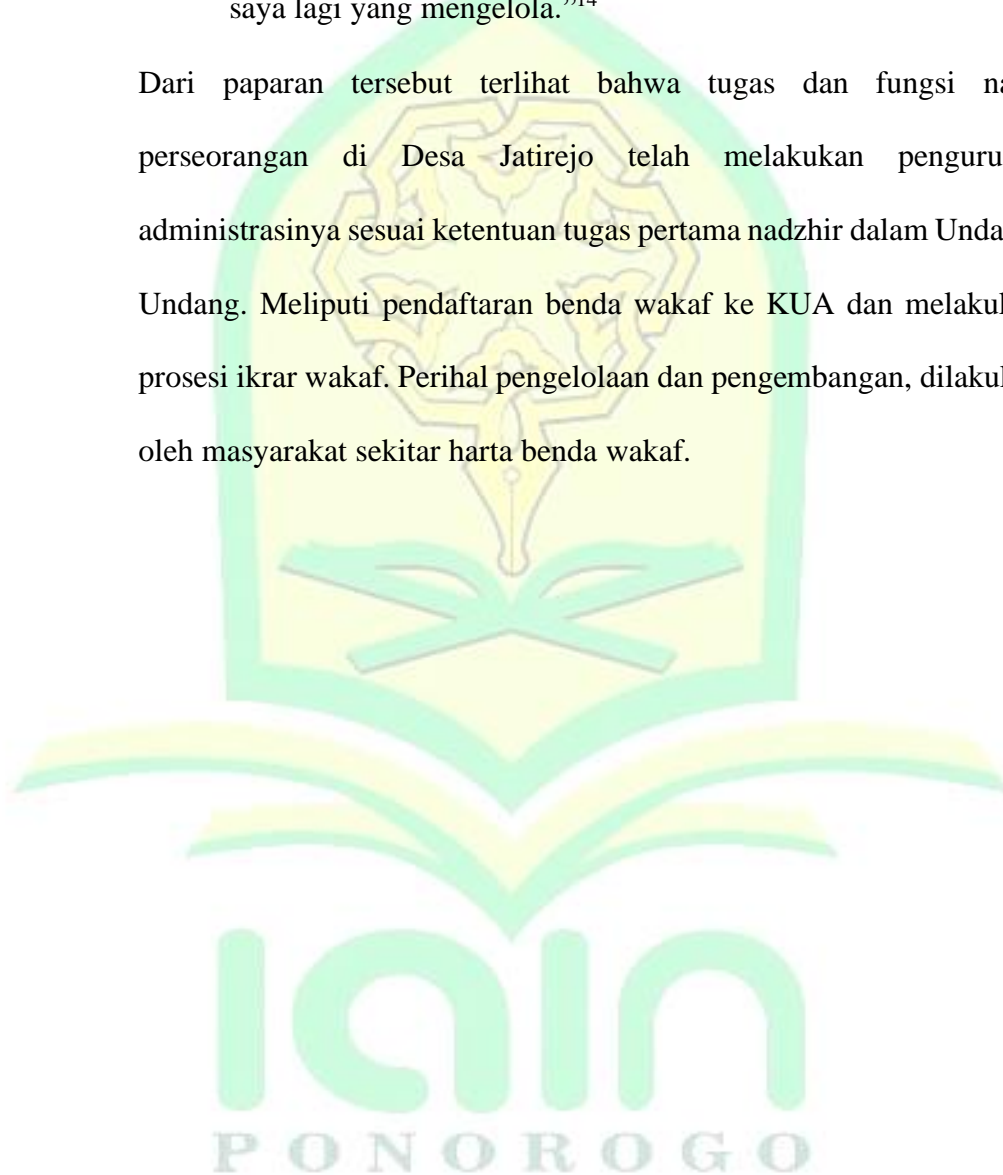 saya lagi yang mengelola.”14
Dari paparan tersebut terlihat bahwa tugas dan fungsi
perseorangan di Desa Jatirejo telah melakukan
administrasinya sesuai ketentuan tugas pertama nadzhir dalam
Undang. Meliputi pendaftaran benda wakaf ke KUA dan
prosesi ikrar wakaf. Perihal pengelolaan dan pengembangan,
oleh masyarakat sekitar harta benda wakaf.
iain
PONOROGO